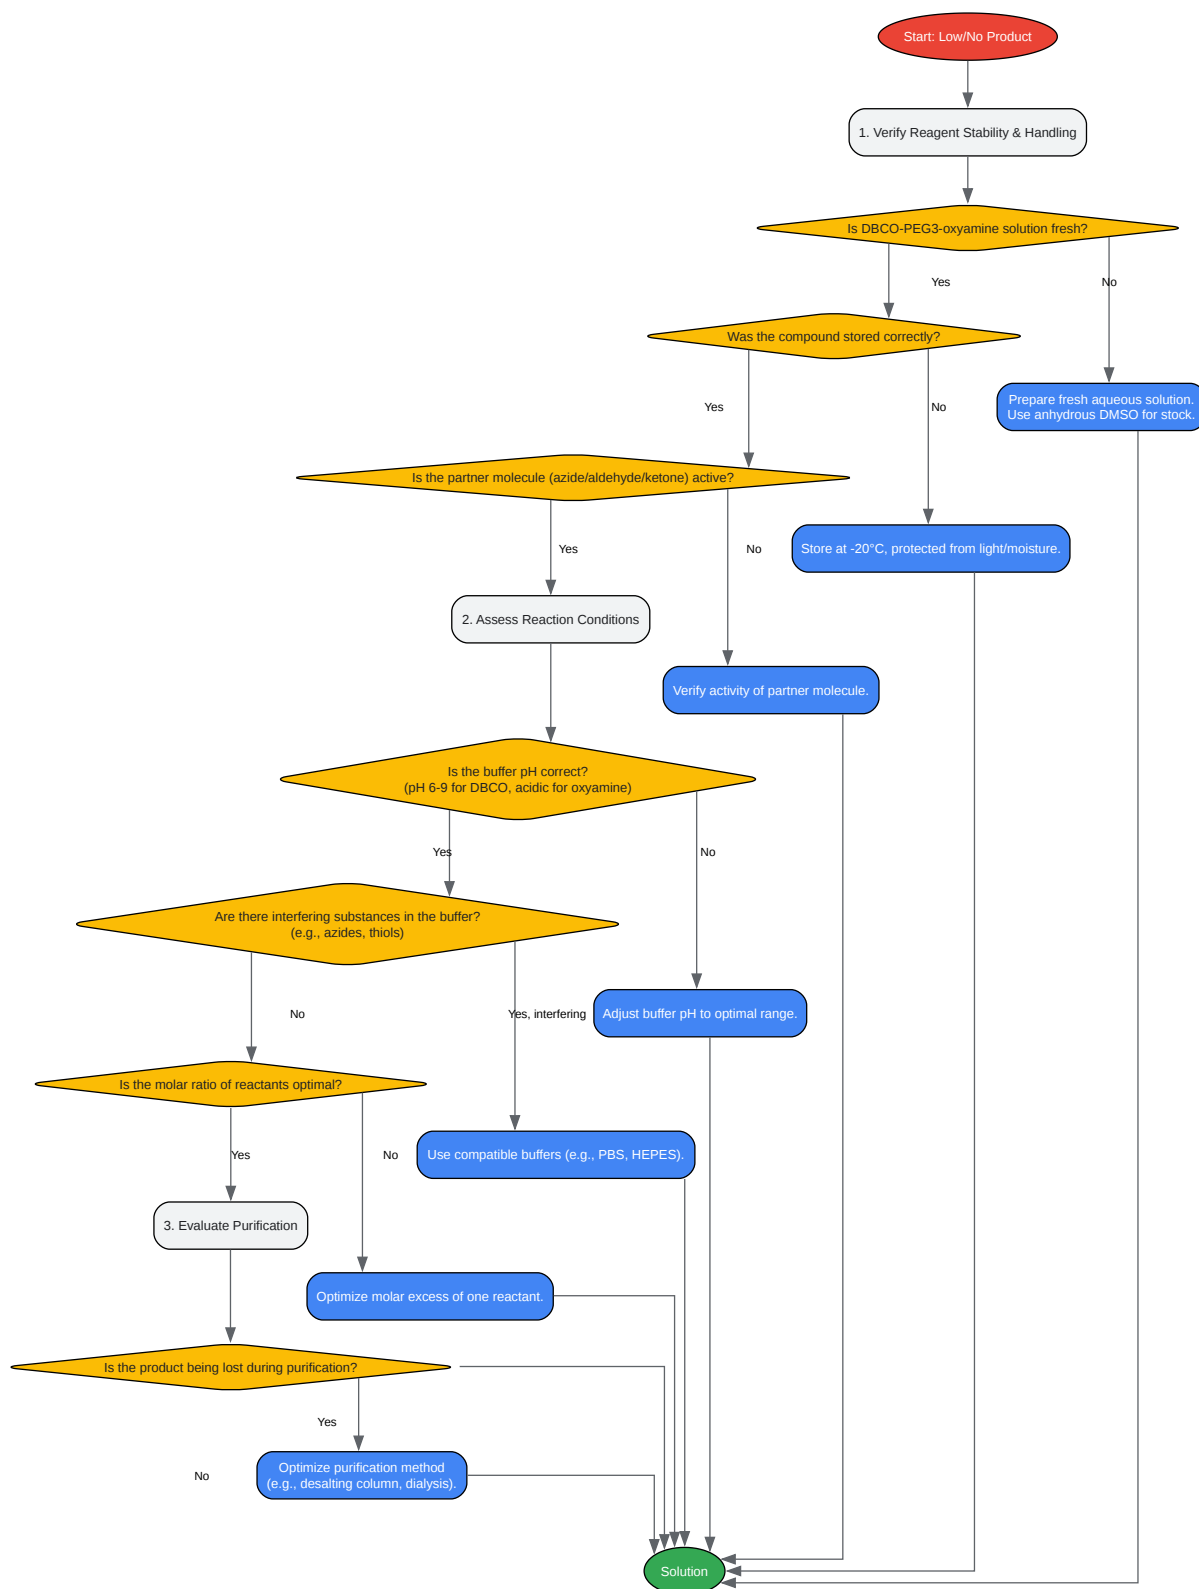 Start: Low/No Product
1. Verify Reagent Stability & Handling
Is DBCO-PEG3-oxyamine solution fresh?
Yes
No
Was the compound stored correctly?
Prepare fresh aqueous solution.
Use anhydrous DMSO for stock.
Yes
No
Is the partner molecule (azide/aldehyde/ketone) active?
Yes
No
Store at -20°C, protected from light/moisture.
2. Assess Reaction Conditions
Verify activity of partner molecule.
Is the buffer pH correct?
(pH 6-9 for DBCO, acidic for oxyamine)
Yes
No
Are there interfering substances in the buffer?
(e.g., azides, thiols)
No
Yes, interfering
Adjust buffer pH to optimal range.
Is the molar ratio of reactants optimal?
Yes
No
Use compatible buffers (e.g., PBS, HEPES).
3. Evaluate Purification
Optimize molar excess of one reactant.
Is the product being lost during purification?
Yes
No
Optimize purification method
(e.g., desalting column, dialysis).
Solution